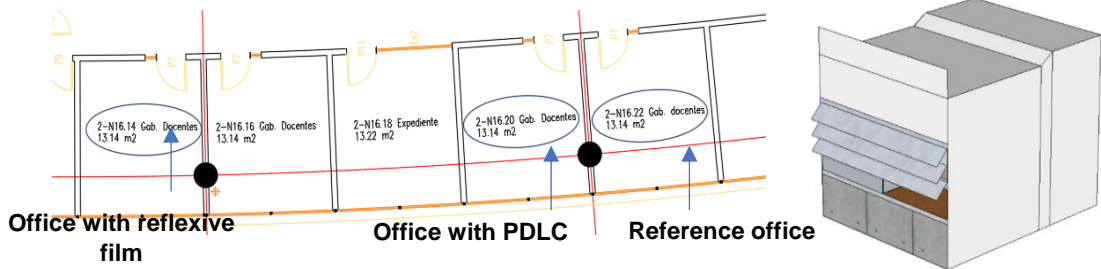 P9
P7
P7
P11
Ev2
P7
P7
2-N16.14 Gab. Docentes
13.14 m2
2-N16.16 Gab. Docentes
13.14 m2
2-N16.18 Expediente
13.22 m2
2-N16.20 Gab. Docentes
13.14 m2
2-N16.22 Gab. docentes
13.14 m2
Office with reflexive
film
Office with PDLC
Reference office